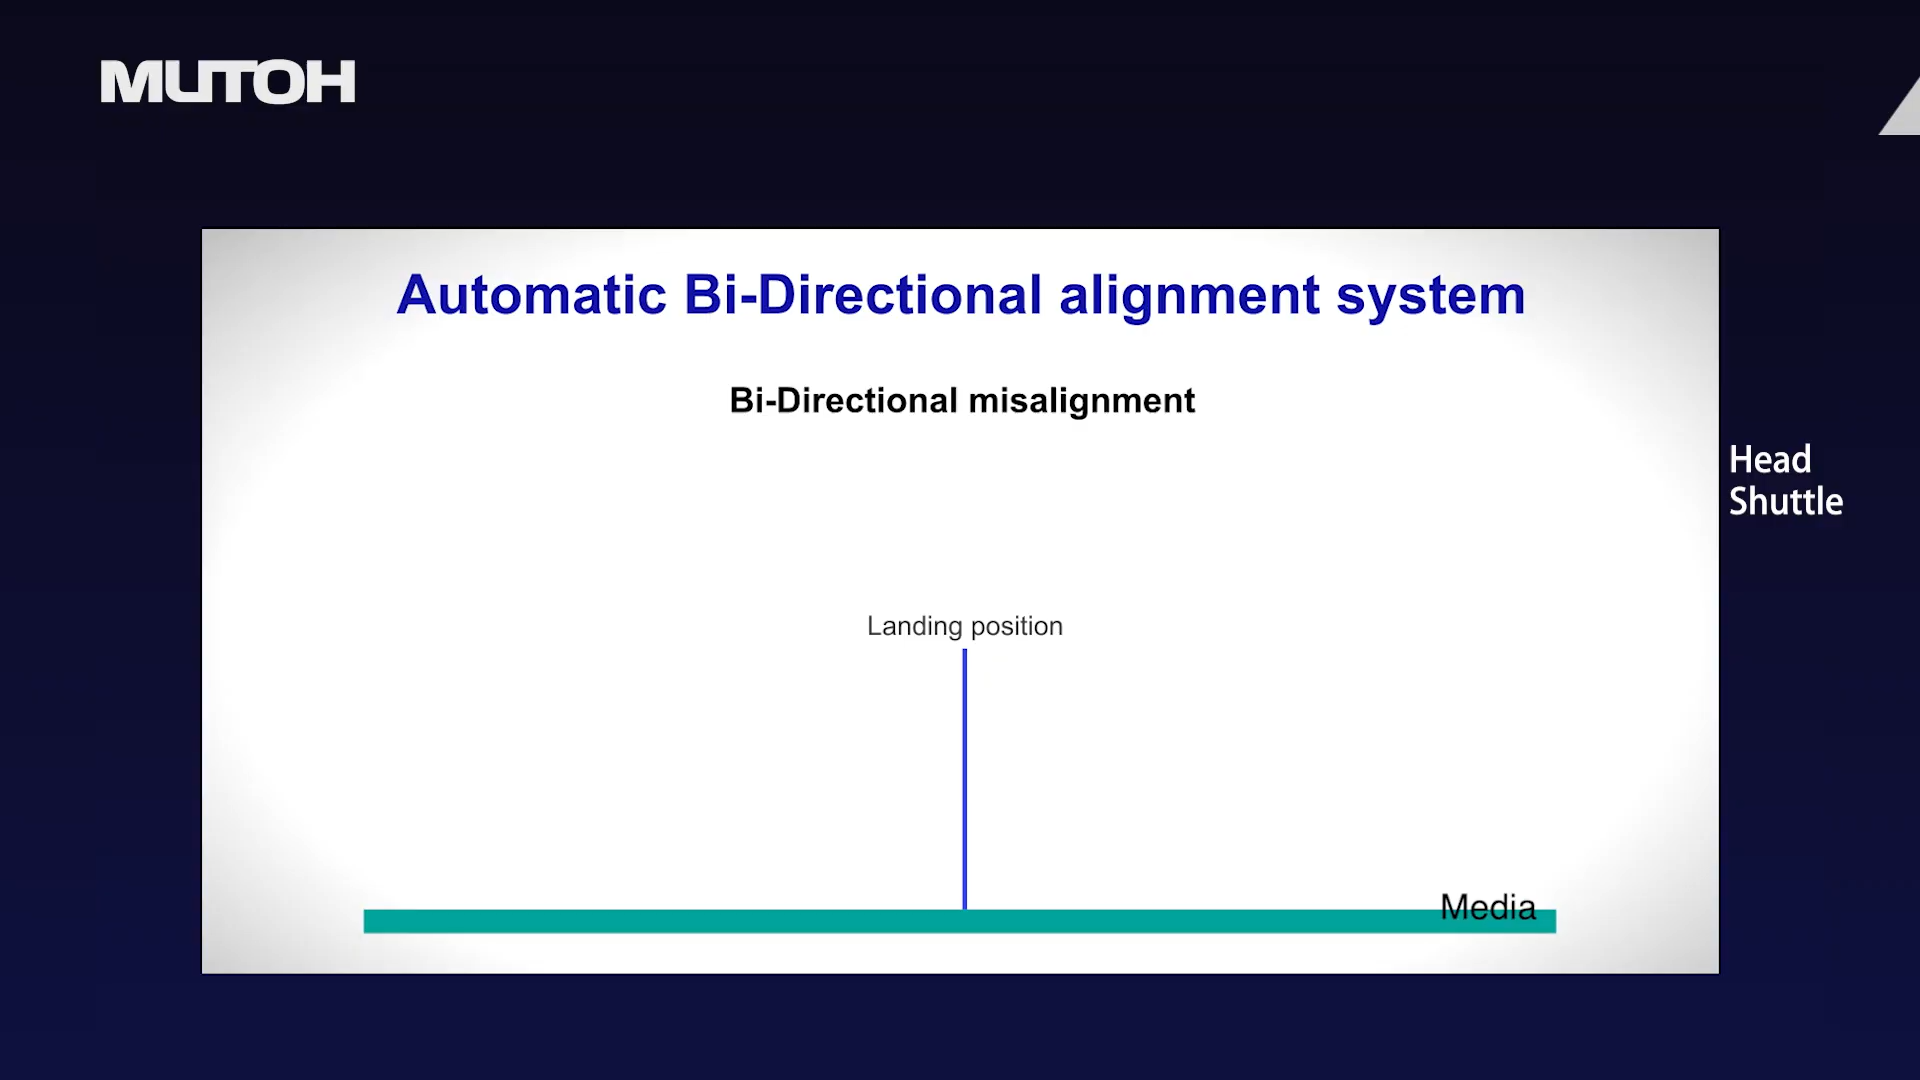 MUTOH
Automatic Bi-Directional alignment system
Bi-Directional misalignment
Head
Shuttle
Landing position
Media